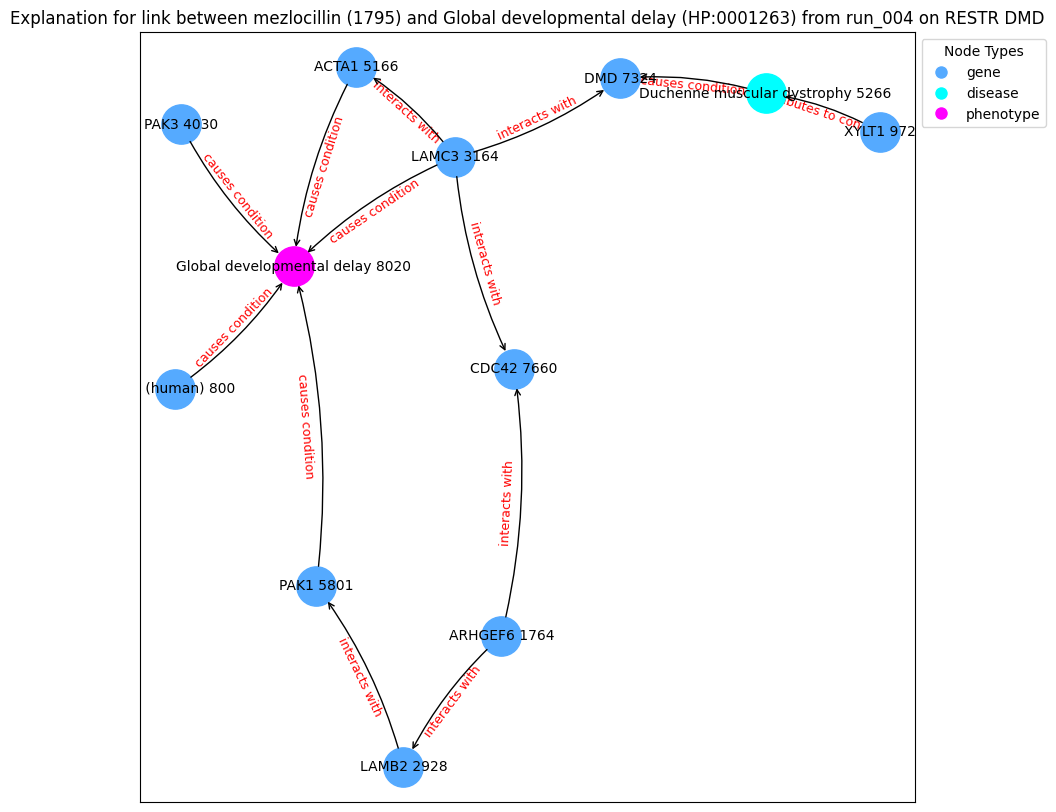 Explanation for link between mezlocillin (1795) and Global developmental delay (HP:0001263) from run_004 on RESTR DMD
Node Types
gene
disease
phenotype
ACTA1 5166
DMD 7324
causes condition
Duchenne muscular dystrophy 5266
butes to con
XYLT1 972
PAK3 4030
interacts with
interacts with
LAMC3 3164
causes condition
causes condition
causes condition
interacts with
Global developmental delay 8020
causes condition
CDC42 7660
(human) 800
causes condition
interacts with
PAK1 5801
ARHGEF6 1764
interacts with
interacts with
LAMB2 2928